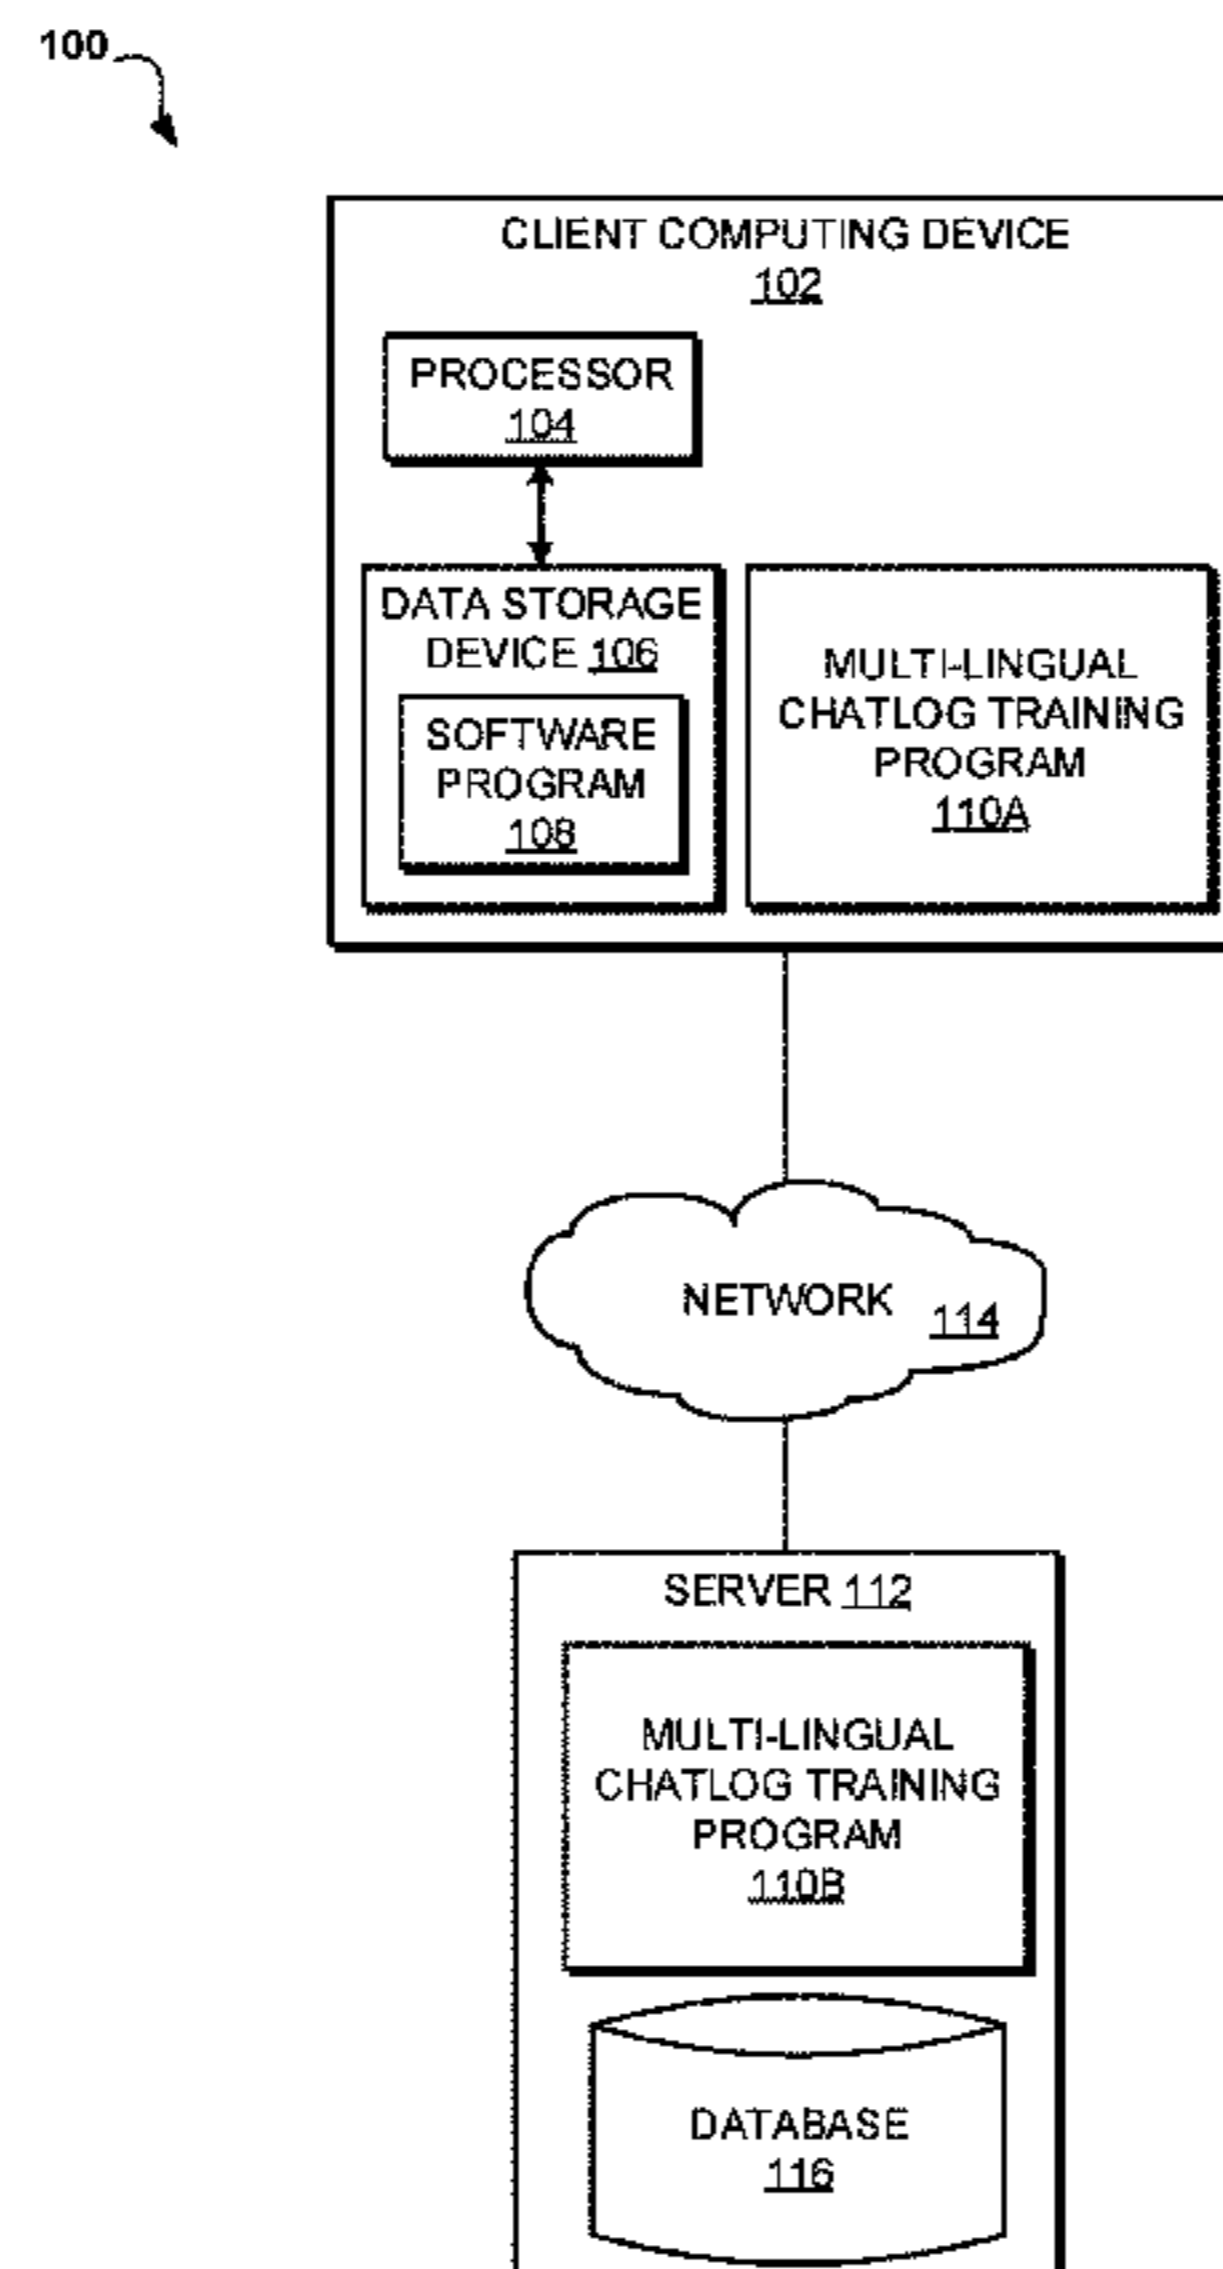 100
CLIENT COMPUTING DEVICE
102
PROCESSOR
104
DATA STORAGE
DEVICE 106
SOFTWARE
PROGRAM
108
MULTI-LINGUAL
CHATLOG TRAINING
PROGRAM
110A
NETWORK 114
SERVER 112
MULTI-LINGUAL
CHATLOG TRAINING
PROGRAM
110B
DATABASE
116